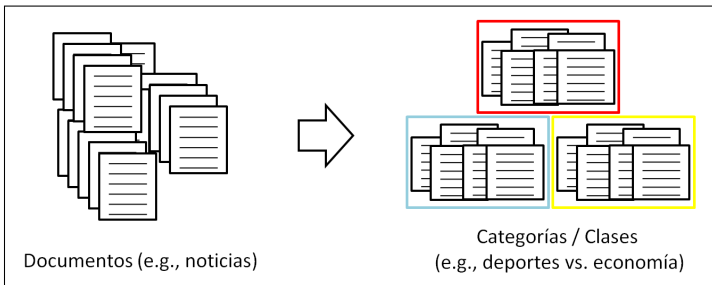 Documentos (e.g., noticias)
Categorías / Clases
(e.g., deportes vs. economía)